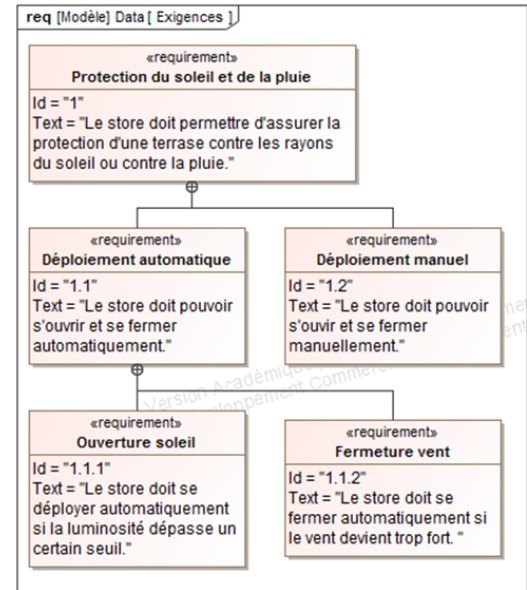 req [Modèle] Data [ Exigences ]
«requirement»
Protection du soleil et de la pluie
Id = "1"
Text = "Le store doit permettre d'assurer la
protection d'une terrase contre les rayons
du soleil ou contre la pluie."
«requirement»
Déploiement automatique
Id = "1.1"
Text = "Le store doit pouvoir
s'ouvrir et se fermer
automatiquement."
«requirement»
Déploiement manuel
Id = "1.2"
Text = "Le store doit pouvoir
s'ouvir et se fermer
manuellement."
Version Académique
«requirement»
Ouverture soleil
Id = "1.1.1"
Text = "Le store doit se
déployer automatiquement
si la luminosité dépasse un
certain seuil."
«requirement»
Fermeture vent
Id = "1.1.2"
Text = "Le store doit se
fermer automatiquement si
le vent devient trop fort. "